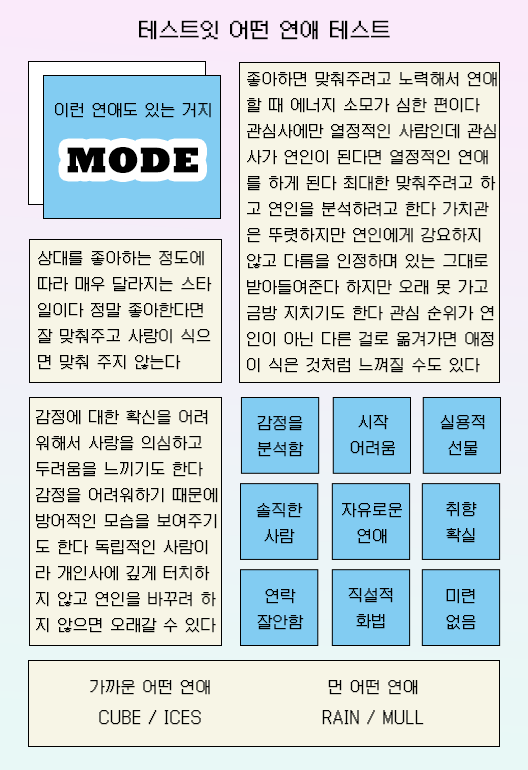 테스트잇 어떤 연애 테스트
이런 연애도 있는 거지
MODE
상대를 좋아하는 정도에
따라 매우 달라지는 스타
일이다 정말 좋아한다면
잘 맞춰주고 사랑이 식으
면 맞춰 주지 않는다
좋아하면 맞춰주려고 노력해서 연애
할 때 에너지 소모가 심한 편이다
관심사에만 열정적인 사람인데 관심
사가 연인이 된다면 열정적인 연애
를 하게 된다 최대한 맞춰주려고 하
고 연인을 분석하려고 한다 가치관
은 뚜렷하지만 연인에게 강요하지
않고 다름을 인정하며 있는 그대로
받아들여준다 하지만 오래 못 가고
금방 지치기도 한다 관심 순위가 연
인이 아닌 다른 걸로 옮겨가면 애정
이 식은 것처럼 느껴질 수도 있다
감정에 대한 확신을 어려
워해서 사랑을 의심하고
두려움을 느끼기도 한다
감정을 어려워하기 때문에
방어적인 모습을 보여주기
도 한다 독립적인 사람이
라 개인사에 깊게 터치하
지 않고 연인을 바꾸려 하
지 않으면 오래갈 수 있다
감정을
분석함
시작
어려움
실용적
선물
솔직한
사람
자유로운
연애
취향
확실
연락
잘안함
직설적
화법
미련
없음
가까운 어떤 연애
CUBE / ICES
먼 어떤 연애
RAIN / MULL